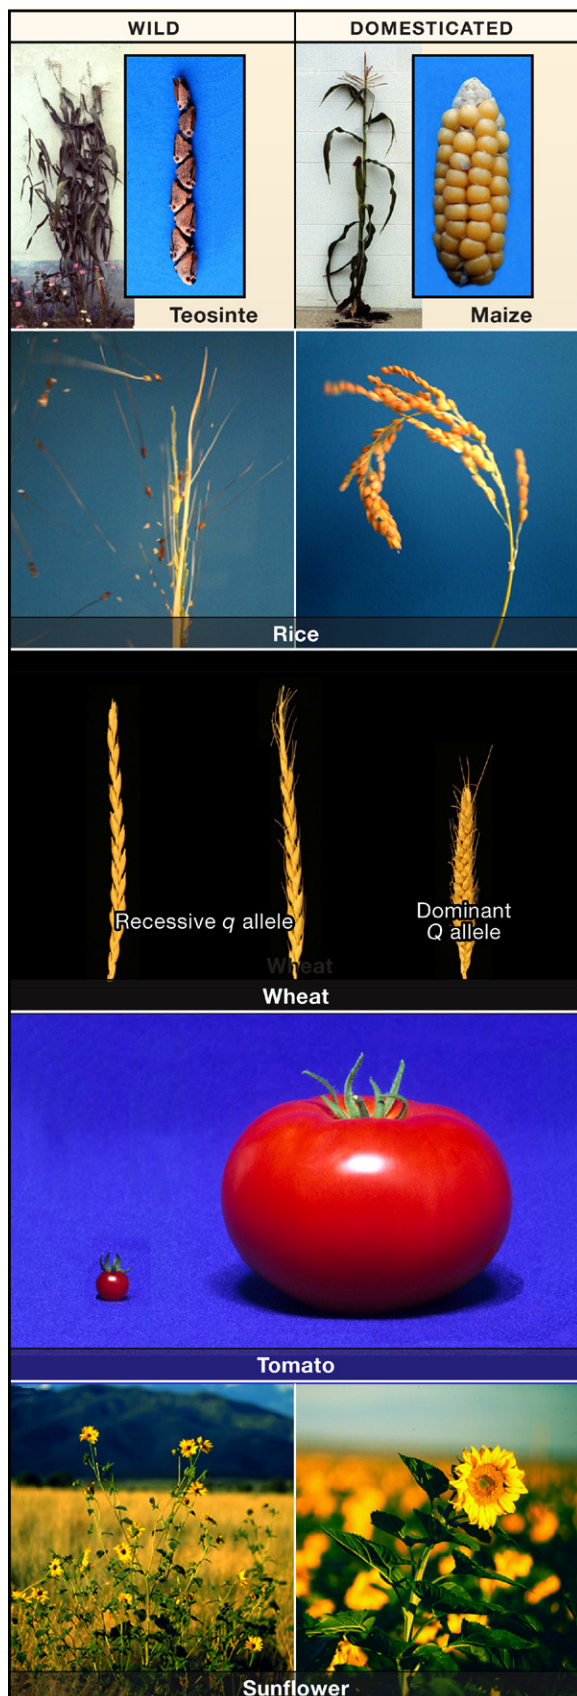 WILD
DOMESTICATED
Teosinte
Maize
Rice
Recessive q allele
Dominant
Q allele
Wheat
Wheat
Tomato
Sunflower